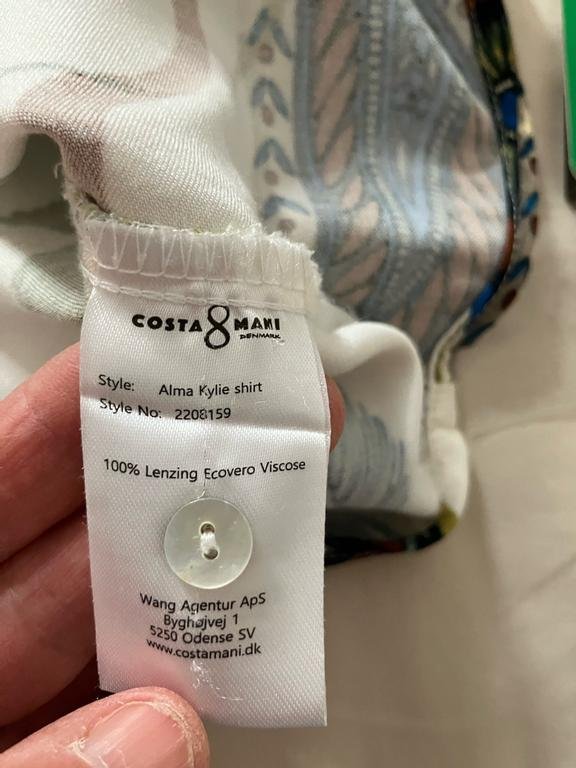 COSTA MANI
DENMARK
Style: Alma Kylie shirt
Style No: 2208159
100% Lenzing Ecovero Viscose
Wang Agentur ApS
Byghøjvej 1
5250 Odense SV
www.costamani.dk